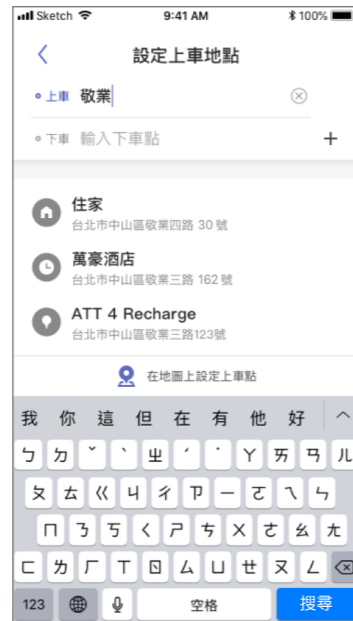 Sketch 9:41 AM 100%
設定上車地點
上車 敬業
下車 輸入下車點 +
住家
台北市中山區敬業四路 30 號
萬豪酒店
台北市中山區敬業三路 162 號
ATT 4 Recharge
台北市中山區敬業三路123號
在地圖上設定上車點
我 你 這 但 在 有 他 好
ㄅ ㄉ ˇ ˋ ㄓ ˊ ˙ ㄚ ㄞ ㄢ ㄦ
ㄆ ㄊ ㄍ ㄐ ㄔ ㄗ ㄧ ㄛ ㄟ ㄣ
ㄇ ㄋ ㄎ ㄑ ㄕ ㄘ ㄨ ㄜ ㄠ ㄤ
ㄈ ㄌ ㄏ ㄒ ㄖ ㄙ ㄩ ㄝ ㄡ ㄥ
123 空格 搜尋